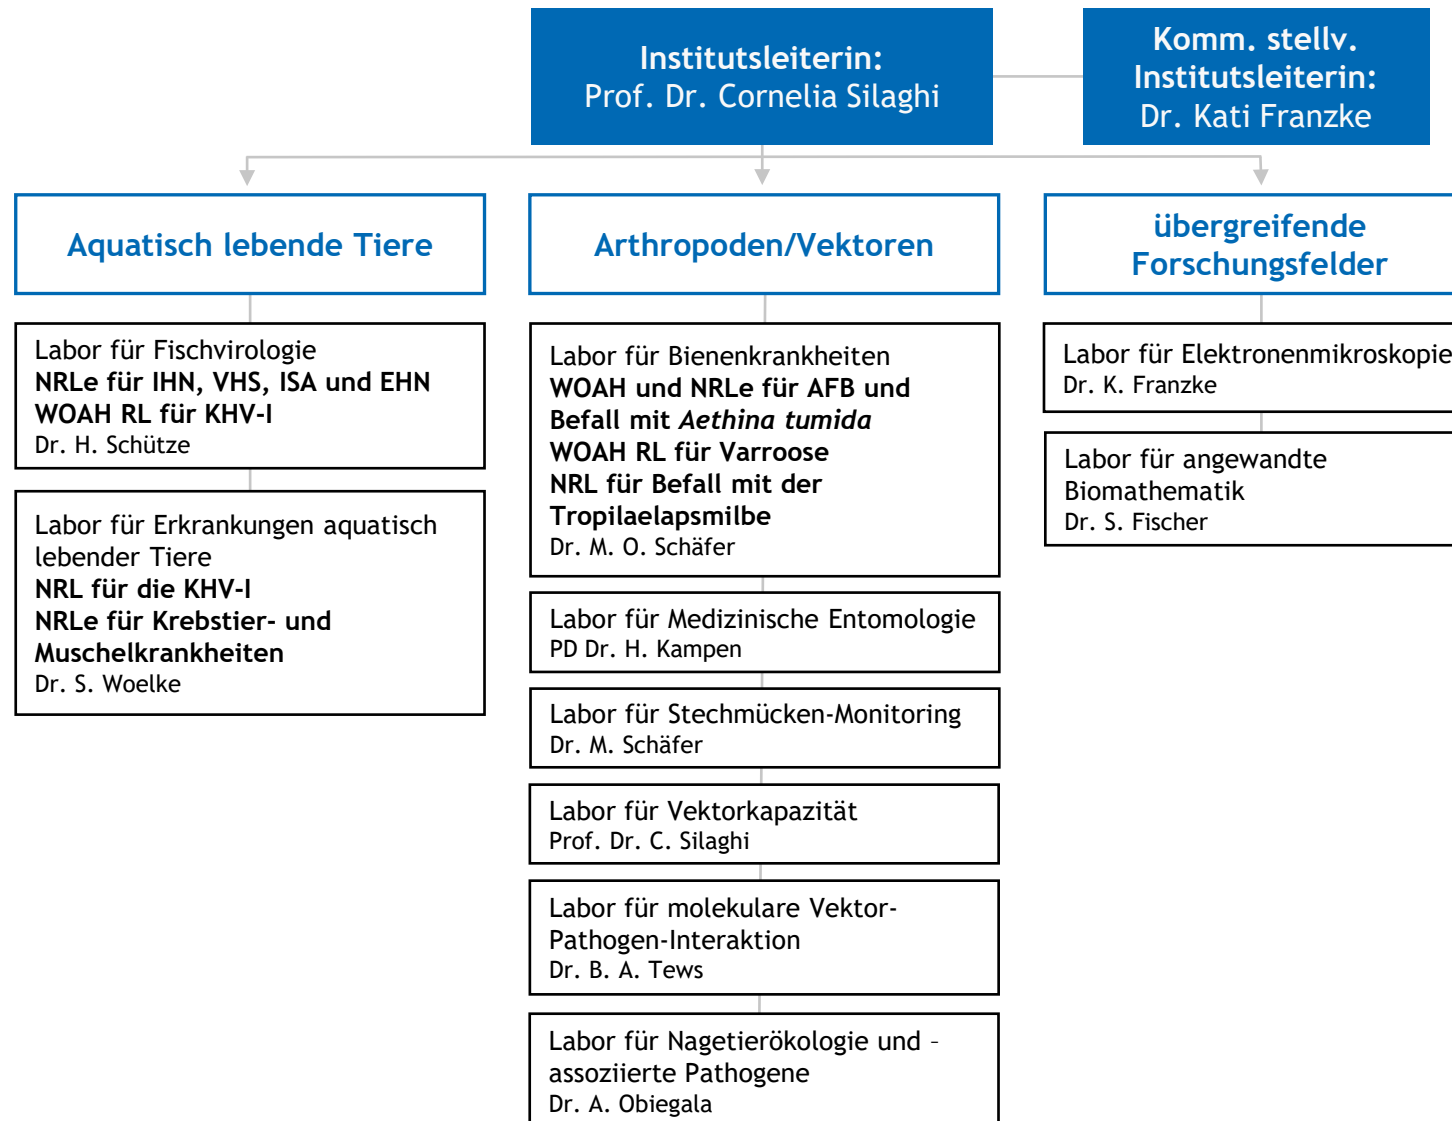 Institutsleiterin:
Prof. Dr. Cornelia Silaghi
Komm. stellv.
Institutsleiterin:
Dr. Kati Franzke
Aquatisch lebende Tiere
Labor für Fischvirologie
NRLe für IHN, VHS, ISA und EHN
WOAH RL für KHV-I
Dr. H. Schütze
Labor für Erkrankungen aquatisch
lebender Tiere
NRL für die KHV-I
NRLe für Krebstier- und
Muschelkrankheiten
Dr. S. Woelke
Arthropoden/Vektoren
Labor für Bienenkrankheiten
WOAH und NRLe für AFB und
Befall mit Aethina tumida
WOAH RL für Varroose
NRL für Befall mit der
Tropilaelapsmilbe
Dr. M. O. Schäfer
Labor für Medizinische Entomologie
PD Dr. H. Kampen
Labor für Stechmücken-Monitoring
Dr. M. Schäfer
Labor für Vektorkapazität
Prof. Dr. C. Silaghi
Labor für molekulare Vektor-
Pathogen-Interaktion
Dr. B. A. Tews
Labor für Nagetierökologie und –
assoziierte Pathogene
Dr. A. Obiegala
übergreifende
Forschungsfelder
Labor für Elektronenmikroskopie
Dr. K. Franzke
Labor für angewandte
Biomathematik
Dr. S. Fischer